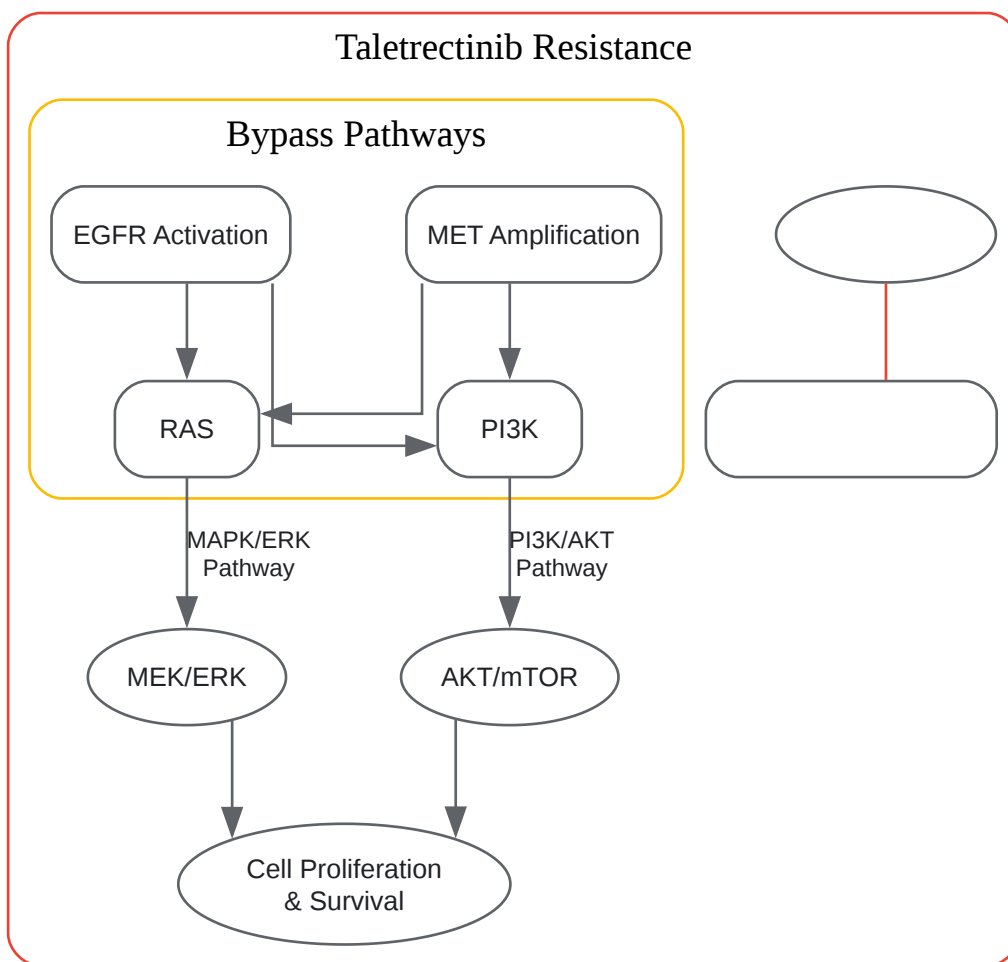 Taletrectinib Resistance
Bypass Pathways
EGFR Activation
MET Amplification
RAS
PI3K
MAPK/ERK
Pathway
PI3K/AKT
Pathway
MEK/ERK
AKT/mTOR
Cell Proliferation
& Survival